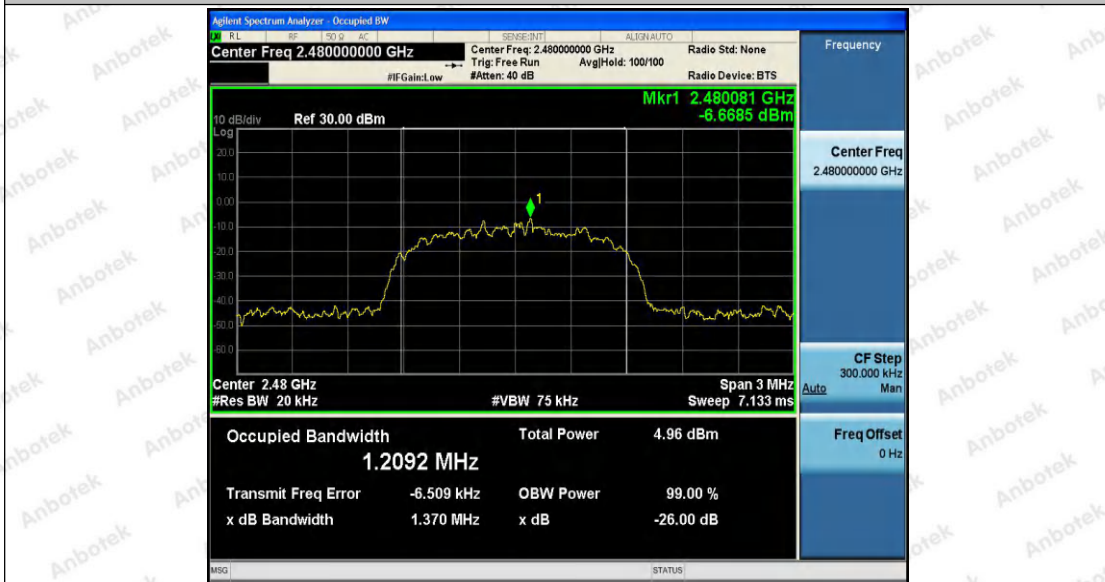 Agilent Spectrum Analyzer - Occupied BW
LXI RL RF 50 Ω AC SENSE:INT ALIGNAUTO
Center Freq 2.480000000 GHz
Center Freq: 2.480000000 GHz Radio Std: None
Trig: Free Run Avg|Hold: 100/100
#IFGain:Low #Atten: 40 dB Radio Device: BTS
Mkr1 2.480081 GHz
-6.6685 dBm
10 dB/div Ref 30.00 dBm
Log
20.0
10.0
0.00
-10.0
-20.0
-30.0
-40.0
-50.0
-60.0
1
Center 2.48 GHz Span 3 MHz
#Res BW 20 kHz #VBW 75 kHz Sweep 7.133 ms
Occupied Bandwidth Total Power 4.96 dBm
1.2092 MHz
Transmit Freq Error -6.509 kHz OBW Power 99.00 %
x dB Bandwidth 1.370 MHz x dB -26.00 dB
MSG STATUS
Frequency
Center Freq
2.480000000 GHz
CF Step
300.000 kHz
Auto Man
Freq Offset
0 Hz
Anbotek